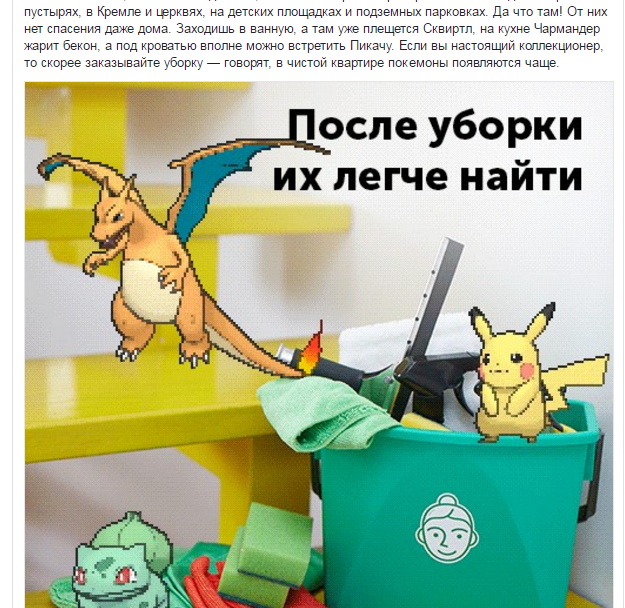 пустырях, в Кремле и церквях, на детских площадках и подземных парковках. Да что там! От них
нет спасения даже дома. Заходишь в ванную, а там уже плещется Сквиртл, на кухне Чармандер
жарит бекон, а под кроватью вполне можно встретить Пикачу. Если вы настоящий коллекционер,
то скорее заказывайте уборку — говорят, в чистой квартире покемоны появляются чаще.
После уборки
их легче найти